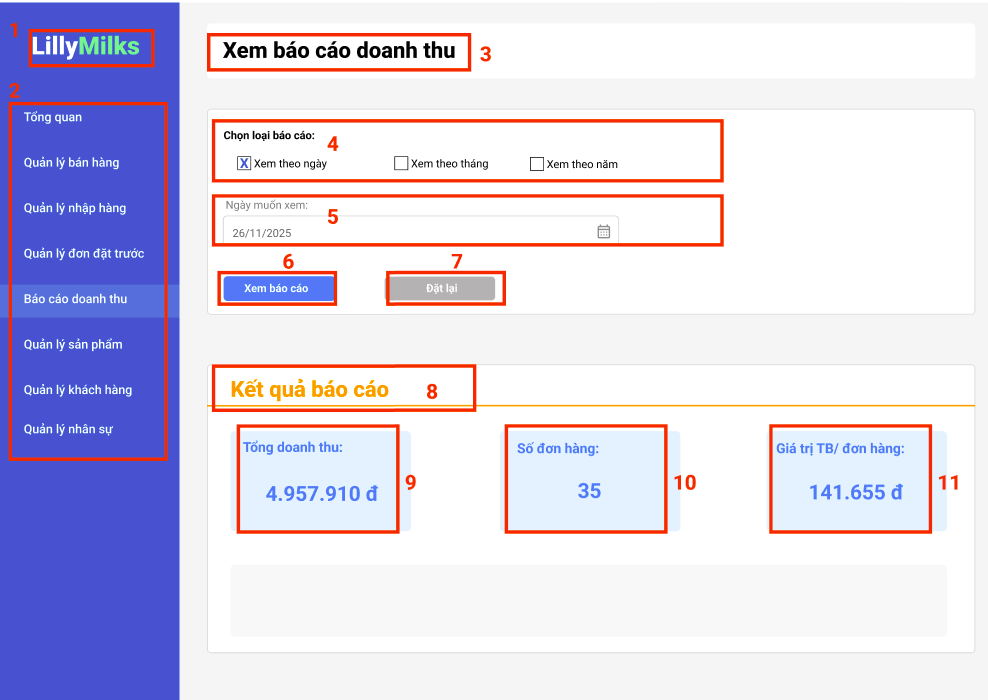 1
LillyMilks
2
Tổng quan
Quản lý bán hàng
Quản lý nhập hàng
Quản lý đơn đặt trước
Báo cáo doanh thu
Quản lý sản phẩm
Quản lý khách hàng
Quản lý nhân sự
Xem báo cáo doanh thu 3
Chọn loại báo cáo: 4
X Xem theo ngày Xem theo tháng Xem theo năm
Ngày muốn xem: 5
26/11/2025
6 7
Xem báo cáo Đặt lại
Kết quả báo cáo 8
Tổng doanh thu: Số đơn hàng: Giá trị TB/ đơn hàng:
4.957.910 đ 9 35 10 141.655 đ 11